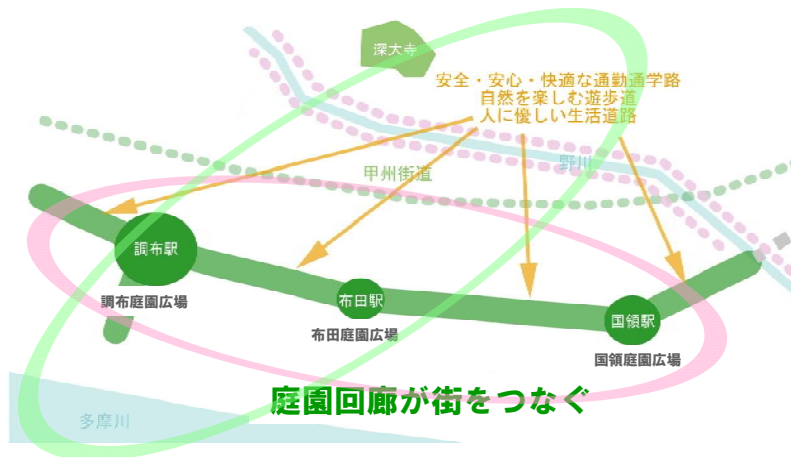 深大寺
安全・安心・快適な通勤通学路
自然を楽しむ遊歩道
人に優しい生活道路
野川
甲州街道
調布駅
調布庭園広場
布田駅
布田庭園広場
国領駅
国領庭園広場
庭園回廊が街をつなぐ
多摩川